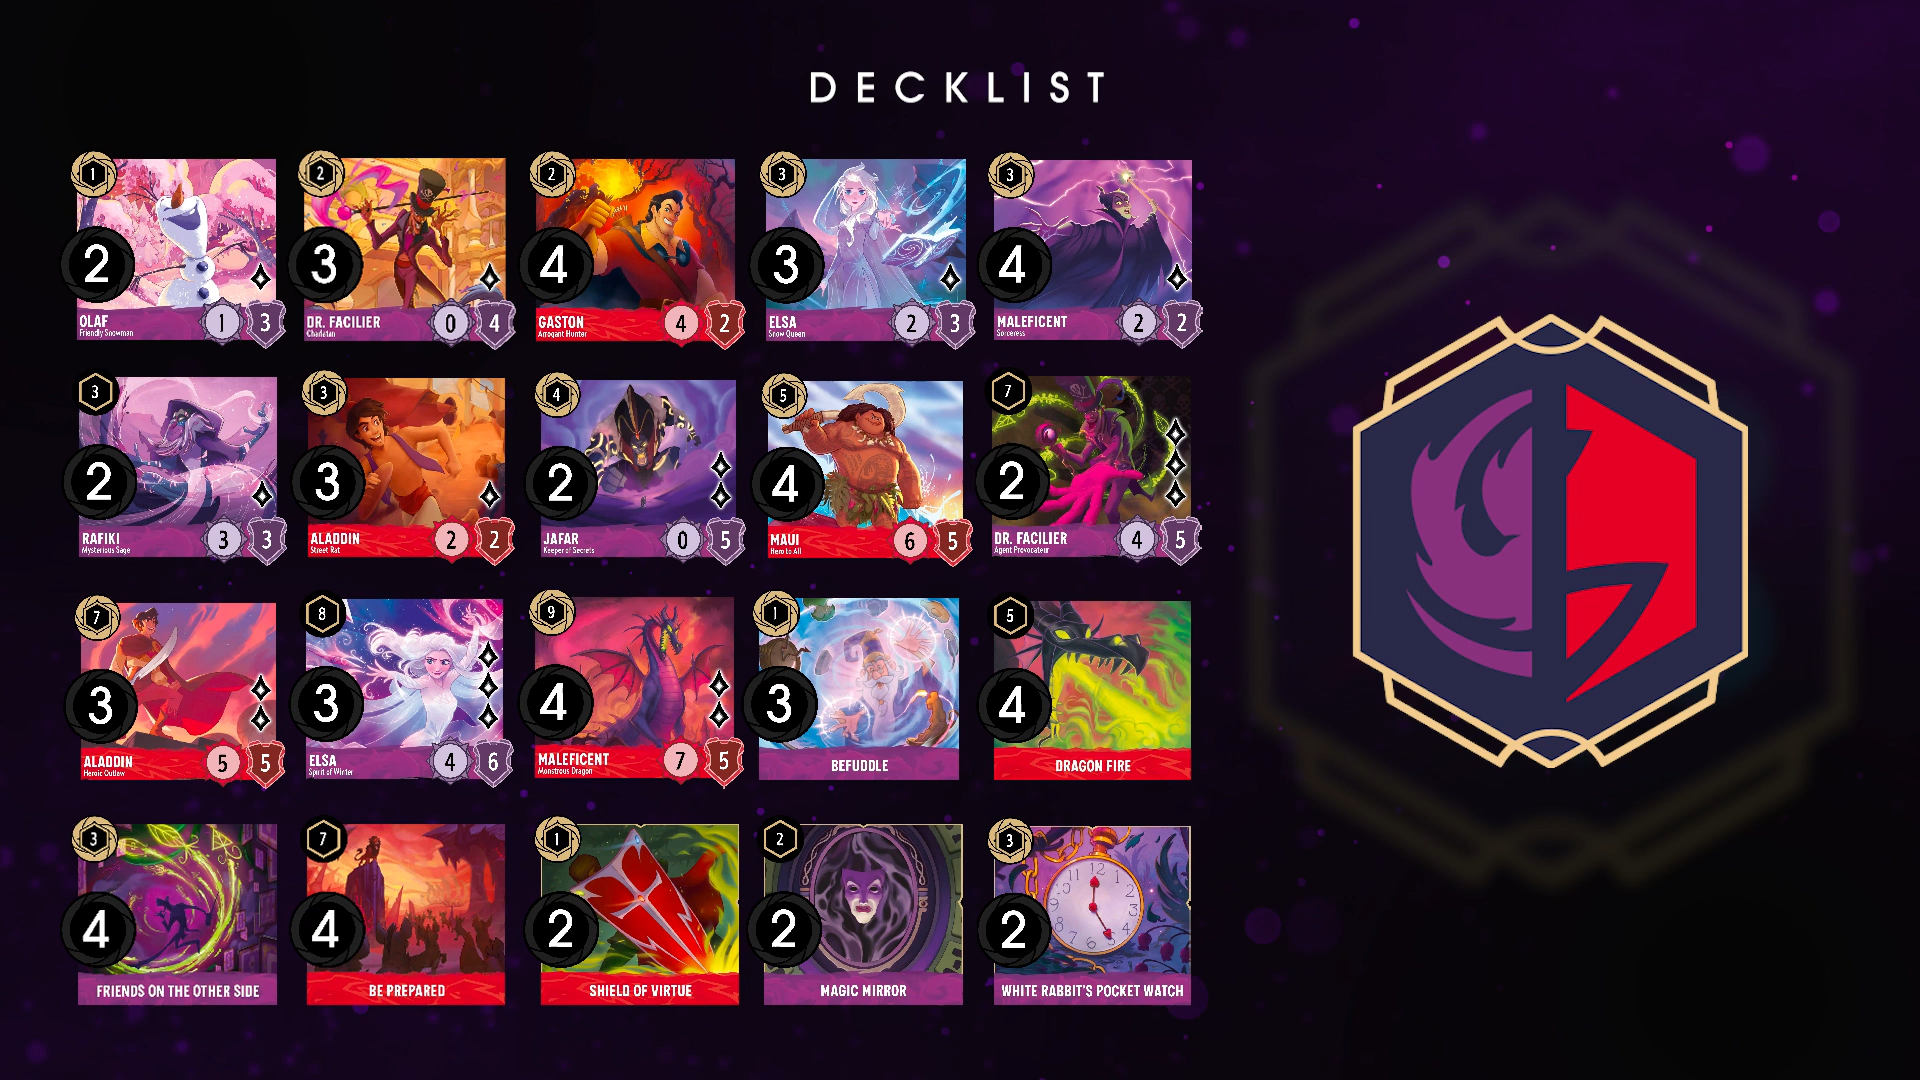 DECKLIST
1
2
OLAF
Friendly Snowman
1 3
2
3
DR. FACILIER
Charlatan
0 4
2
4
GASTON
Arrogant Hunter
4 2
3
3
ELSA
Snow Queen
2 3
3
4
MALEFICENT
Sorceress
2 2
3
2
RAFIKI
Mysterious Sage
3 3
3
3
ALADDIN
Street Rat
2 2
4
2
JAFAR
Keeper of Secrets
0 5
5
4
MAUI
Hero to All
6 5
7
2
DR. FACILIER
Agent Provocateur
4 5
7
3
ALADDIN
Heroic Outlaw
5 5
8
3
ELSA
Spirit of Winter
4 6
9
4
MALEFICENT
Monstrous Dragon
7 5
1
3
BEFUDDLE
5
4
DRAGON FIRE
3
4
FRIENDS ON THE OTHER SIDE
7
4
BE PREPARED
1
2
SHIELD OF VIRTUE
2
2
MAGIC MIRROR
3
2
WHITE RABBIT'S POCKET WATCH